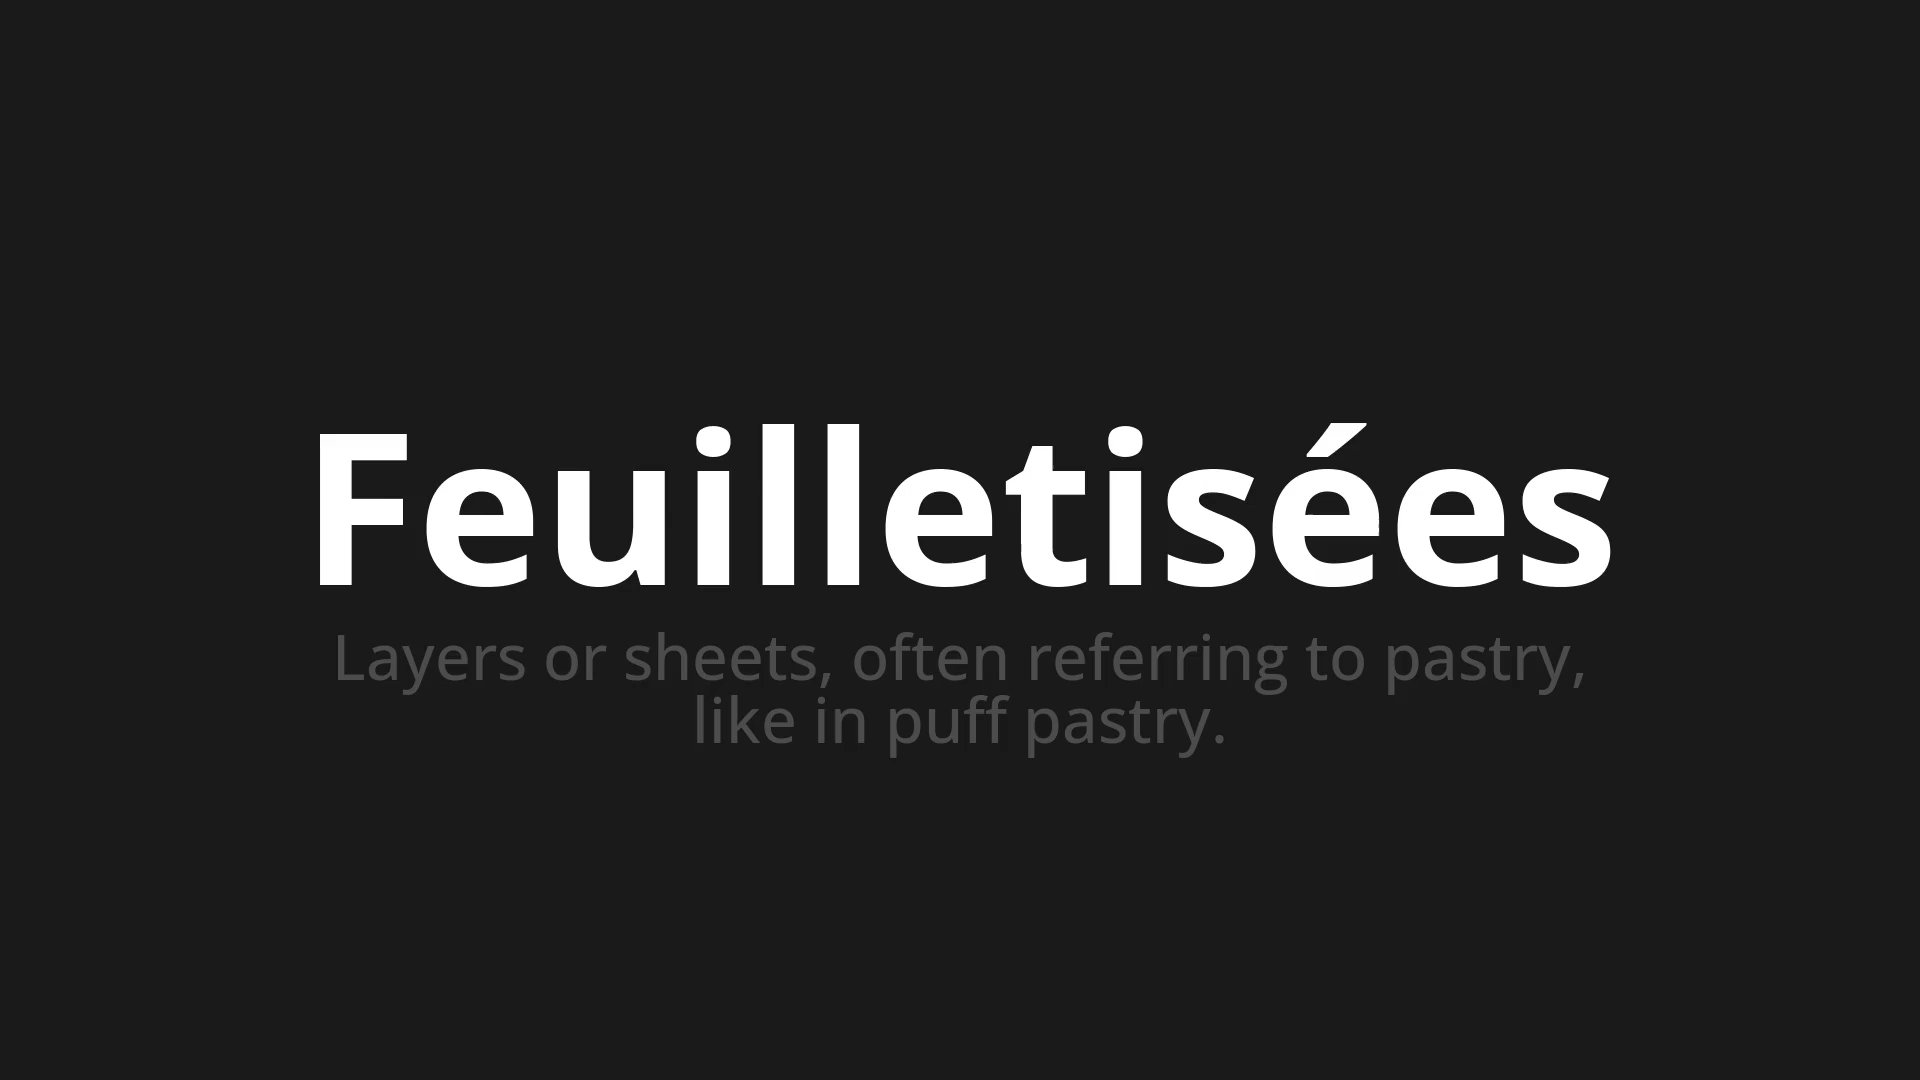 Feuilletisées
Layers or sheets, often referring to pastry,
like in puff pastry.